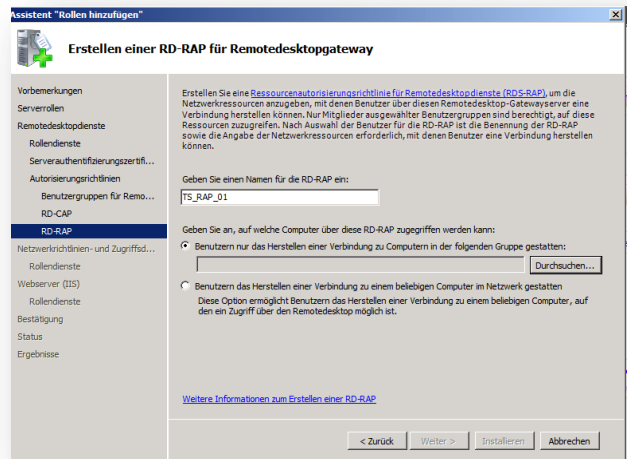 Assistent "Rollen hinzufügen"
Erstellen einer RD-RAP für Remotedesktopgateway
Vorbemerkungen
Serverrollen
Remotedesktopdienste
Rollendienste
Serverauthentifizierungszertifi...
Autorisierungsrichtlinien
Benutzergruppen für Remo...
RD-CAP
RD-RAP
Netzwerkrichtlinien- und Zugriffsd...
Rollendienste
Webserver (IIS)
Rollendienste
Bestätigung
Status
Ergebnisse
Erstellen Sie eine Ressourcenautorisierungsrichtlinie für Remotedesktopdienste (RDS-RAP), um die
Netzwerkressourcen anzugeben, mit denen Benutzer über diesen Remotedesktop-Gatewayserver eine
Verbindung herstellen können. Nur Mitglieder ausgewählter Benutzergruppen sind berechtigt, auf diese
Ressourcen zuzugreifen. Nach Auswahl der Benutzer für die RD-RAP ist die Benennung der RD-RAP
sowie die Angabe der Netzwerkressourcen erforderlich, mit denen Benutzer eine Verbindung herstellen
können.
Geben Sie einen Namen für die RD-RAP ein:
TS_RAP_01
Geben Sie an, auf welche Computer über diese RD-RAP zugegriffen werden kann:
Benutzern nur das Herstellen einer Verbindung zu Computern in der folgenden Gruppe gestatten:
Durchsuchen...
Benutzern das Herstellen einer Verbindung zu einem beliebigen Computer im Netzwerk gestatten
Diese Option ermöglicht Benutzern das Herstellen einer Verbindung zu einem beliebigen Computer, auf
den ein Zugriff über den Remotedesktop möglich ist.
Weitere Informationen zum Erstellen einer RD-RAP
< Zurück Weiter > Installieren Abbrechen